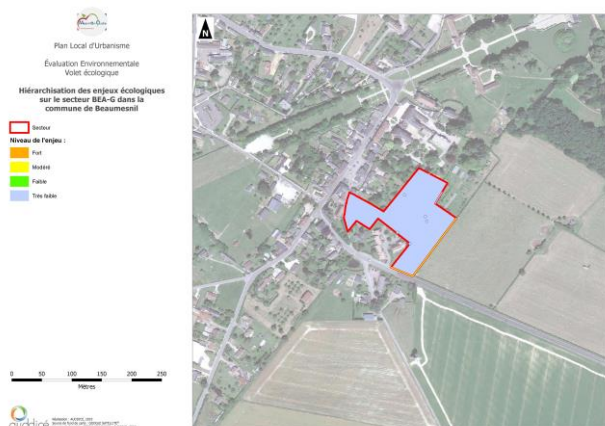 Plan Local d'Urbanisme
Évaluation Environnementale
Volet écologique
Hiérarchisation des enjeux écologiques
sur le secteur BEA-G dans la
commune de Beaumesnil
Secteur
Niveau de l'enjeu :
Fort
Modéré
Faible
Très faible
0 50 100 150 200 250
Mètres
auddicé
N